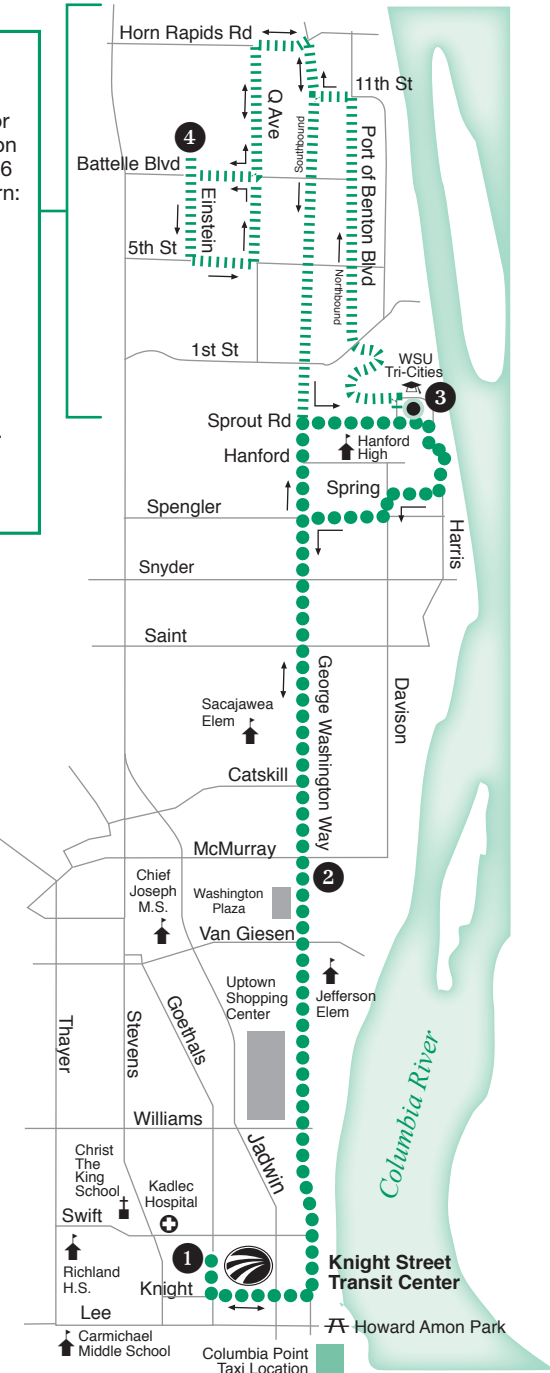 Horn Rapids Rd
11th St
or
on
6
rn:
Q Ave
Southbound
Port of Benton Blvd
4
Battelle Blvd
Einstein
5th St
Northbound
1st St
WSU
Tri-Cities
3
Sprout Rd
Hanford
High
Hanford
Spring
Spengler
Harris
Snyder
Saint
George Washington Way
Davison
Sacajawea
Elem
Catskill
McMurray
2
Chief
Joseph
M.S.
Washington
Plaza
Van Giesen
Uptown
Shopping
Center
Jefferson
Elem
Thayer
Stevens
Goethals
Columbia River
Williams
Jadwin
Christ
The
King
School
Kadlec
Hospital
Swift
1
Richland
H.S.
Knight
Knight Street
Transit Center
Lee
Howard Amon Park
Carmichael
Middle School
Columbia Point
Taxi Location